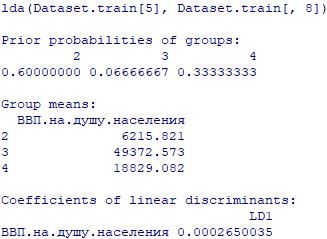 lda(Dataset.train[5], Dataset.train[, 8])
Prior probabilities of groups:
2 3 4
0.60000000 0.06666667 0.33333333
Group means:
ВВП.на.душу.населения
2 6215.821
3 49372.573
4 18829.082
Coefficients of linear discriminants:
LD1
ВВП.на.душу.населения 0.0002650035